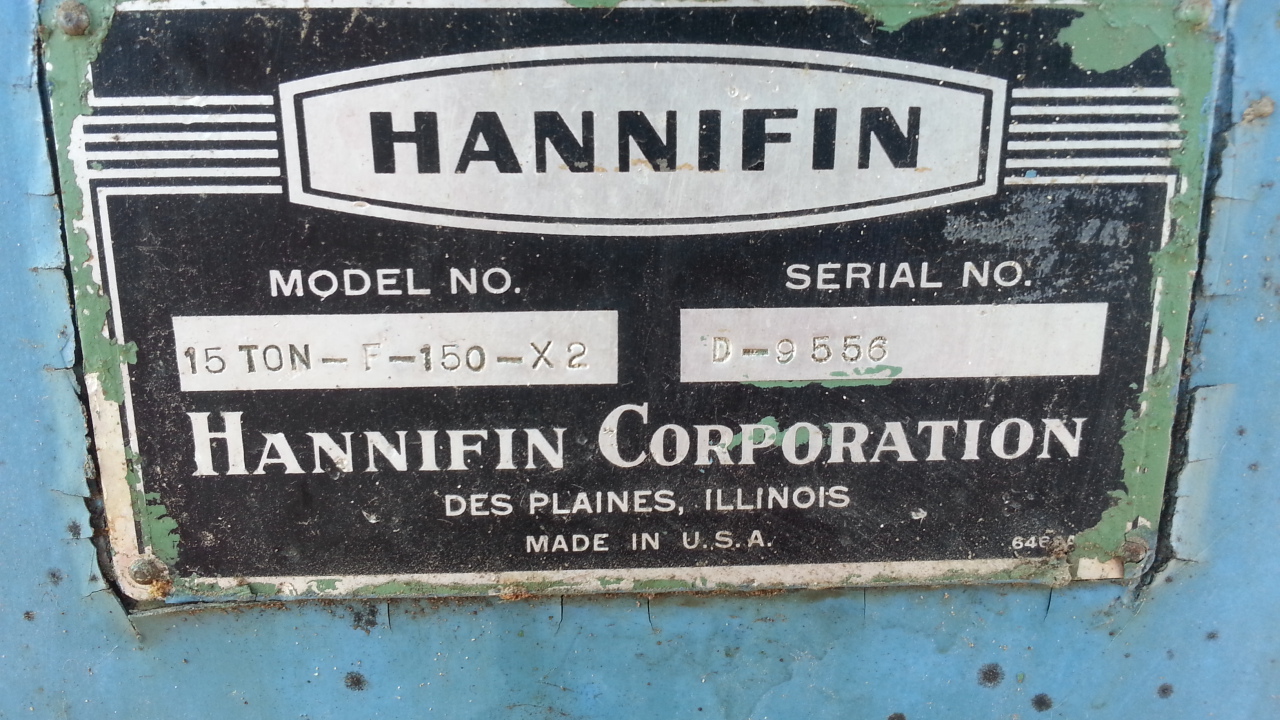 HANNIFIN
MODEL NO. SERIAL NO.
15 TON-F-150-X2 D-9556
HANNIFIN CORPORATION
DES PLAINES, ILLINOIS
MADE IN U.S.A.